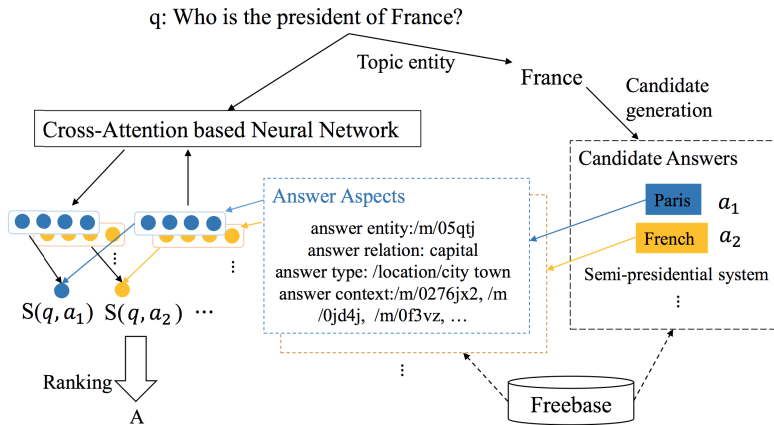 q: Who is the president of France?
Topic entity
France
Candidate
generation
Cross-Attention based Neural Network
Candidate Answers
Answer Aspects
Paris a₁
French a₂
Semi-presidential system
⋮
answer entity:/m/05qtj
answer relation: capital
answer type: /location/city town
answer context:/m/0276jx2, /m
/0jd4j, /m/0f3vz, …
⋮
⋮
⋮
S(q, a₁) S(q, a₂) ⋯
Ranking
A
Freebase